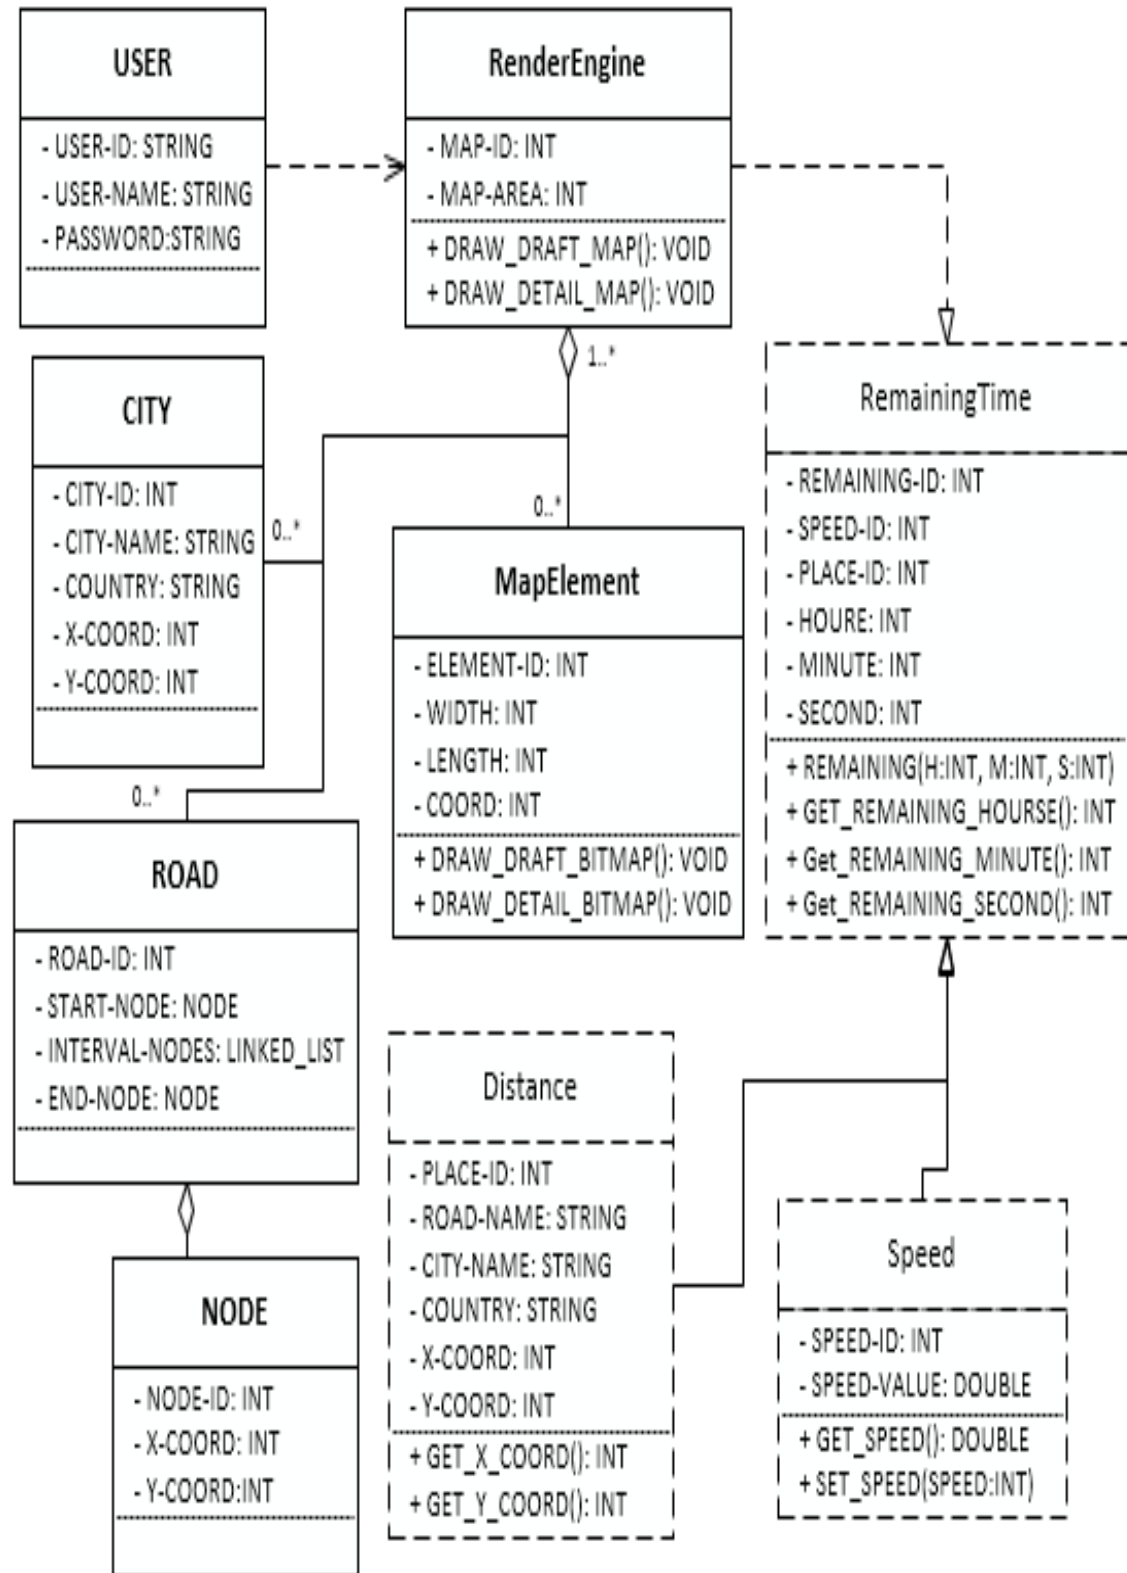 USER
- USER-ID: STRING
- USER-NAME: STRING
- PASSWORD:STRING
RenderEngine
- MAP-ID: INT
- MAP-AREA: INT
+ DRAW_DRAFT_MAP(): VOID
+ DRAW_DETAIL_MAP(): VOID
1..*
CITY
- CITY-ID: INT
- CITY-NAME: STRING
- COUNTRY: STRING
- X-COORD: INT
- Y-COORD: INT
0..*
0..*
0..*
MapElement
- ELEMENT-ID: INT
- WIDTH: INT
- LENGTH: INT
- COORD: INT
+ DRAW_DRAFT_BITMAP(): VOID
+ DRAW_DETAIL_BITMAP(): VOID
RemainingTime
- REMAINING-ID: INT
- SPEED-ID: INT
- PLACE-ID: INT
- HOURE: INT
- MINUTE: INT
- SECOND: INT
+ REMAINING(H:INT, M:INT, S:INT)
+ GET_REMAINING_HOURSE(): INT
+ Get_REMAINING_MINUTE(): INT
+ Get_REMAINING_SECOND(): INT
ROAD
- ROAD-ID: INT
- START-NODE: NODE
- INTERVAL-NODES: LINKED_LIST
- END-NODE: NODE
NODE
- NODE-ID: INT
- X-COORD: INT
- Y-COORD:INT
Distance
- PLACE-ID: INT
- ROAD-NAME: STRING
- CITY-NAME: STRING
- COUNTRY: STRING
- X-COORD: INT
- Y-COORD: INT
+ GET_X_COORD(): INT
+ GET_Y_COORD(): INT
Speed
- SPEED-ID: INT
- SPEED-VALUE: DOUBLE
+ GET_SPEED(): DOUBLE
+ SET_SPEED(SPEED:INT)